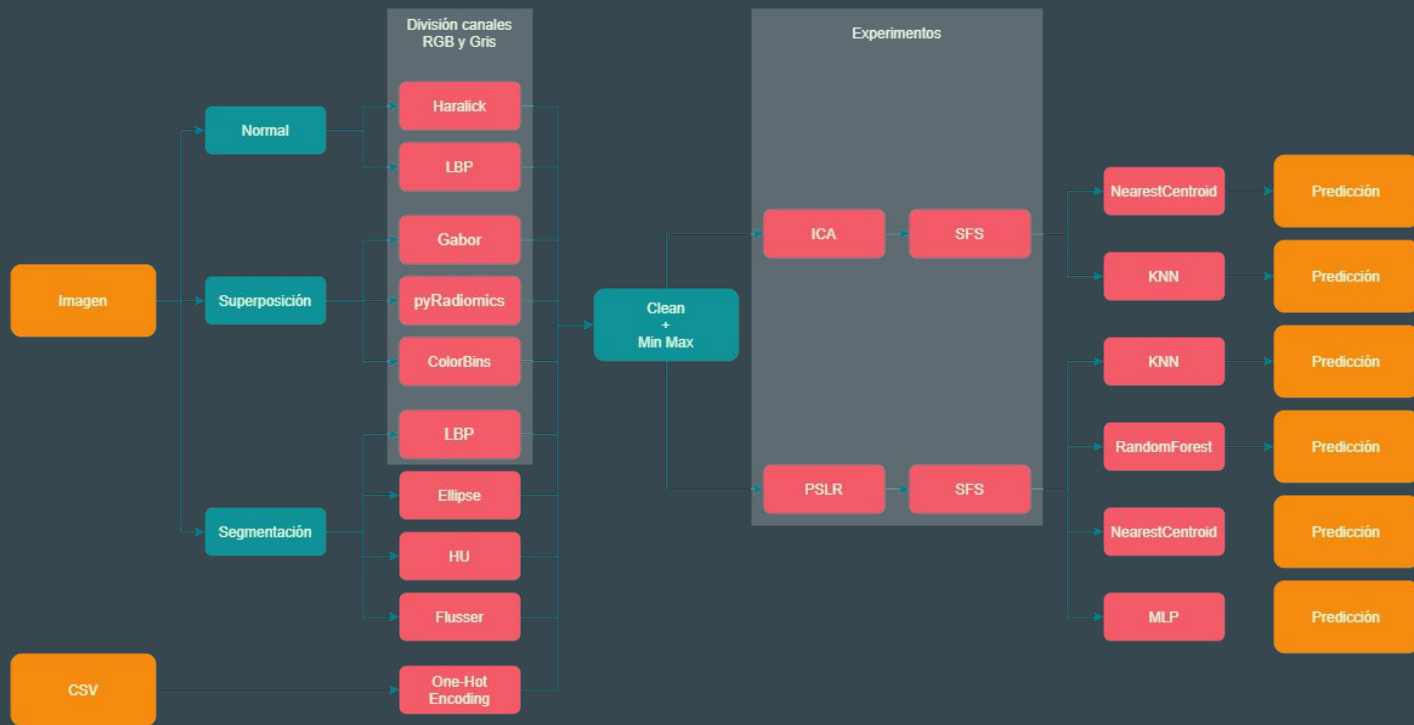 División canales
RGB y Gris
Experimentos
Haralick
Normal
LBP
NearestCentroid
Predicción
Gabor
ICA
SFS
Imagen
Superposición
pyRadiomics
KNN
Predicción
Clean
+
Min Max
ColorBins
KNN
Predicción
LBP
RandomForest
Predicción
Ellipse
PSLR
SFS
Segmentación
HU
NearestCentroid
Predicción
Flusser
MLP
Predicción
CSV
One-Hot
Encoding